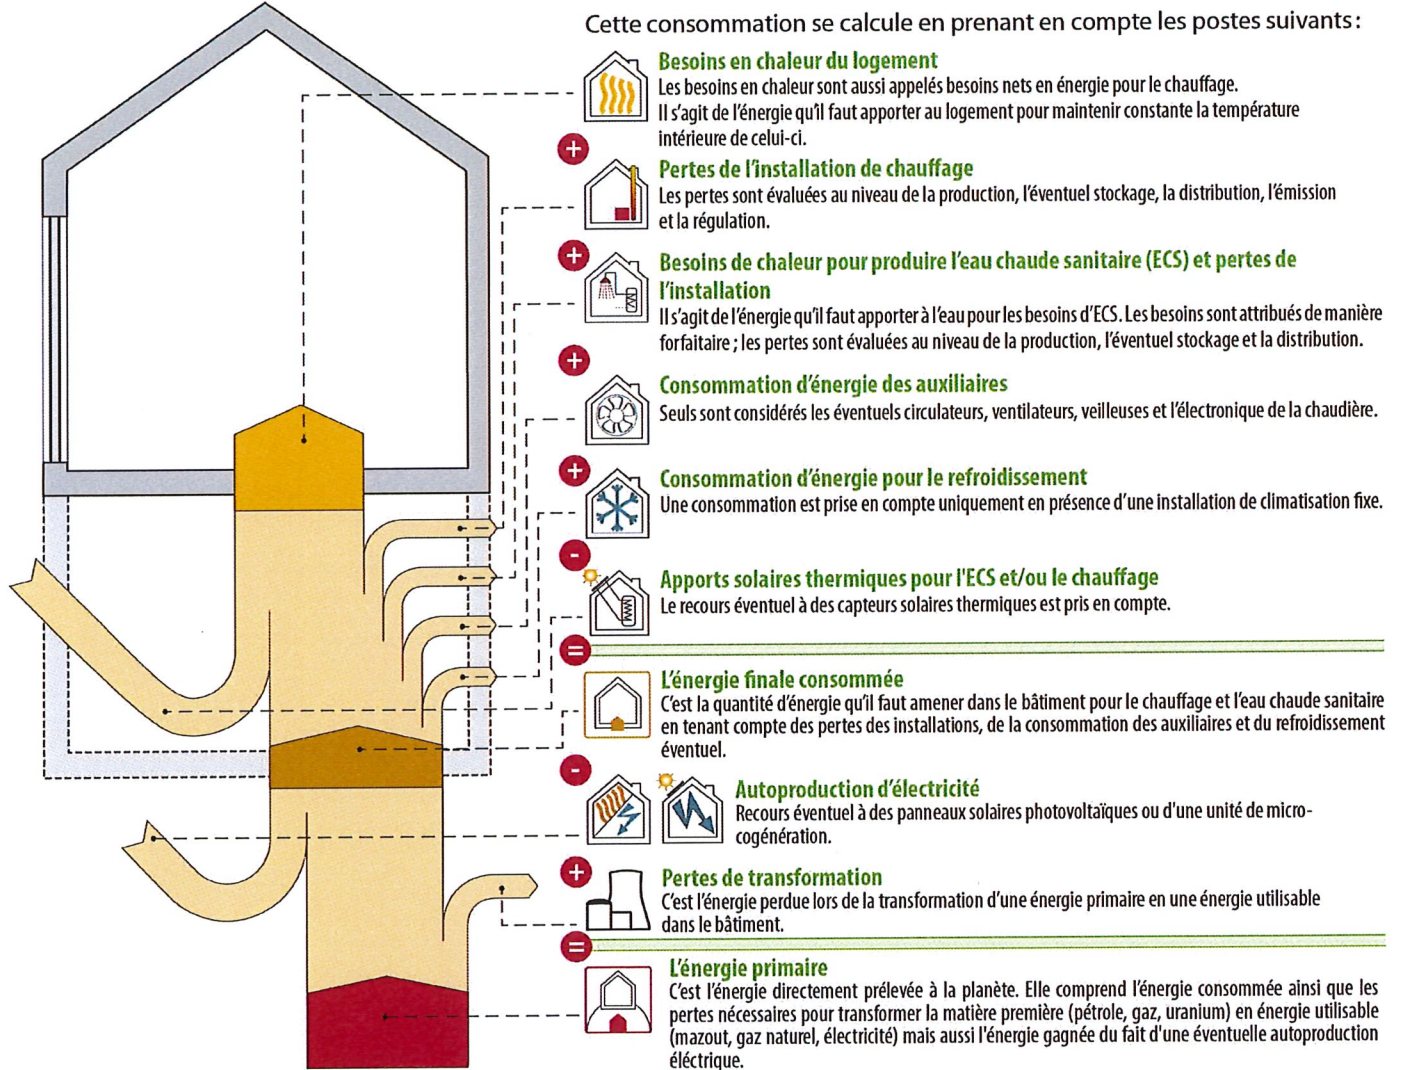 Cette consommation se calcule en prenant en compte les postes suivants :
Besoins en chaleur du logement
Les besoins en chaleur sont aussi appelés besoins nets en énergie pour le chauffage.
Il s'agit de l'énergie qu'il faut apporter au logement pour maintenir constante la température
intérieure de celui-ci.
+
Pertes de l'installation de chauffage
Les pertes sont évaluées au niveau de la production, l'éventuel stockage, la distribution, l'émission
et la régulation.
+
Besoins de chaleur pour produire l'eau chaude sanitaire (ECS) et pertes de
l'installation
Il s'agit de l'énergie qu'il faut apporter à l'eau pour les besoins d'ECS. Les besoins sont attribués de manière
forfaitaire ; les pertes sont évaluées au niveau de la production, l'éventuel stockage et la distribution.
+
Consommation d'énergie des auxiliaires
Seuls sont considérés les éventuels circulateurs, ventilateurs, veilleuses et l'électronique de la chaudière.
+
Consommation d'énergie pour le refroidissement
Une consommation est prise en compte uniquement en présence d'une installation de climatisation fixe.
-
Apports solaires thermiques pour l'ECS et/ou le chauffage
Le recours éventuel à des capteurs solaires thermiques est pris en compte.
=
L'énergie finale consommée
C'est la quantité d'énergie qu'il faut amener dans le bâtiment pour le chauffage et l'eau chaude sanitaire
en tenant compte des pertes des installations, de la consommation des auxiliaires et du refroidissement
éventuel.
-
Autoproduction d'électricité
Recours éventuel à des panneaux solaires photovoltaïques ou d'une unité de micro-
cogénération.
+
Pertes de transformation
C'est l'énergie perdue lors de la transformation d'une énergie primaire en une énergie utilisable
dans le bâtiment.
=
L'énergie primaire
C'est l'énergie directement prélevée à la planète. Elle comprend l'énergie consommée ainsi que les
pertes nécessaires pour transformer la matière première (pétrole, gaz, uranium) en énergie utilisable
(mazout, gaz naturel, électricité) mais aussi l'énergie gagnée du fait d'une éventuelle autoproduction
éléctrique.